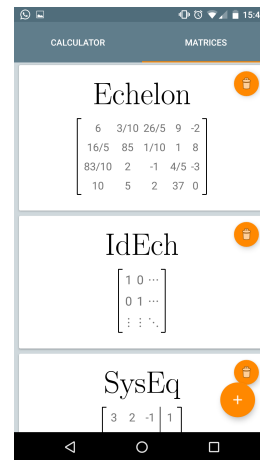 15:4
CALCULATOR MATRICES
Echelon
6 3/10 26/5 9 -2
16/5 85 1/10 1 8
83/10 2 -1 4/5 -3
10 5 2 37 0
IdEch
1 0 ⋯
0 1 ⋯
⋮ ⋮ ⋱
SysEq
3 2 -1 1
+